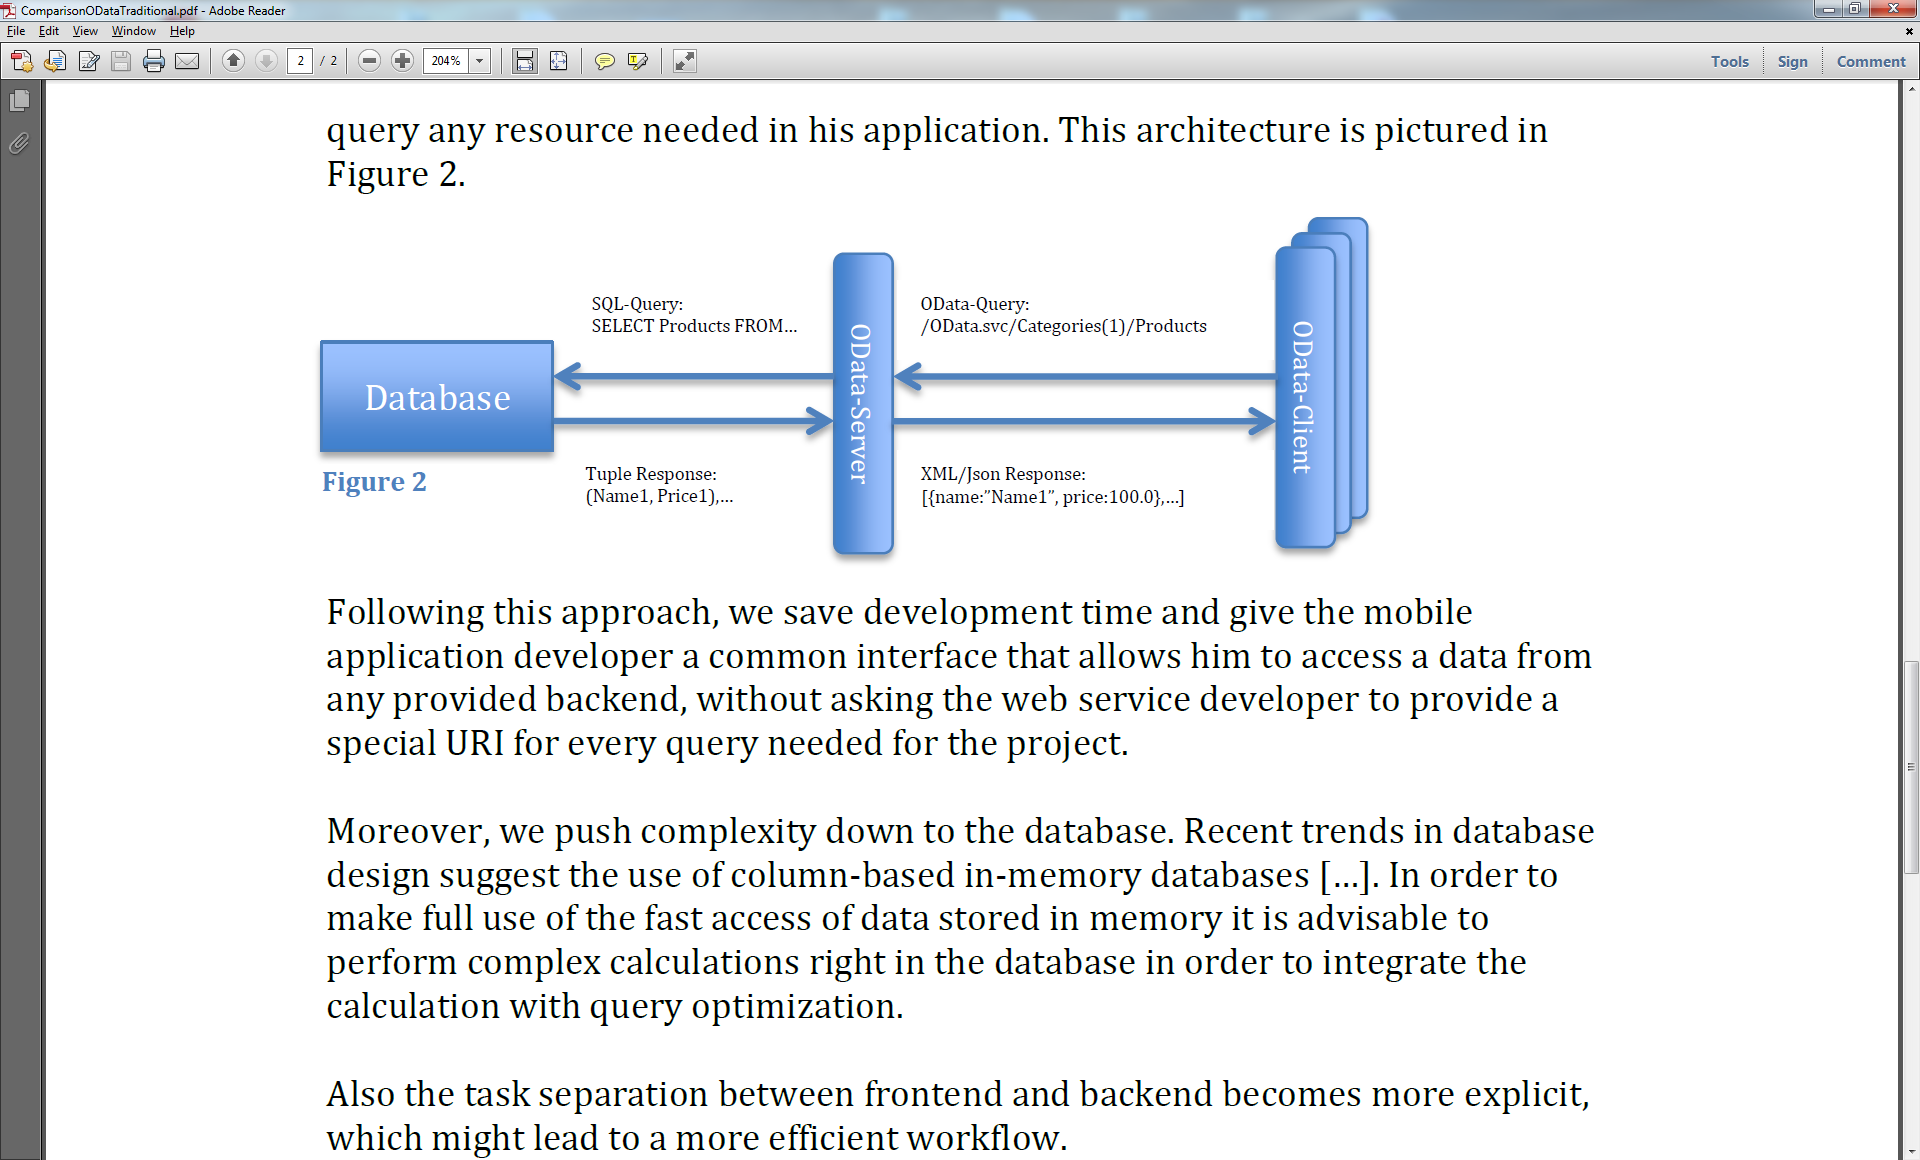 ComparisonODataTraditional.pdf - Adobe Reader
File Edit View Window Help
2 / 2 204% Tools Sign Comment
query any resource needed in his application. This architecture is pictured in
Figure 2.
SQL-Query:
SELECT Products FROM...
OData-Query:
/OData.svc/Categories(1)/Products
Database
OData-Server
OData-Client
Figure 2
Tuple Response:
(Name1, Price1),...
XML/Json Response:
[{name:”Name1”, price:100.0},...]
Following this approach, we save development time and give the mobile
application developer a common interface that allows him to access a data from
any provided backend, without asking the web service developer to provide a
special URI for every query needed for the project.
Moreover, we push complexity down to the database. Recent trends in database
design suggest the use of column-based in-memory databases [...]. In order to
make full use of the fast access of data stored in memory it is advisable to
perform complex calculations right in the database in order to integrate the
calculation with query optimization.
Also the task separation between frontend and backend becomes more explicit,
which might lead to a more efficient workflow.